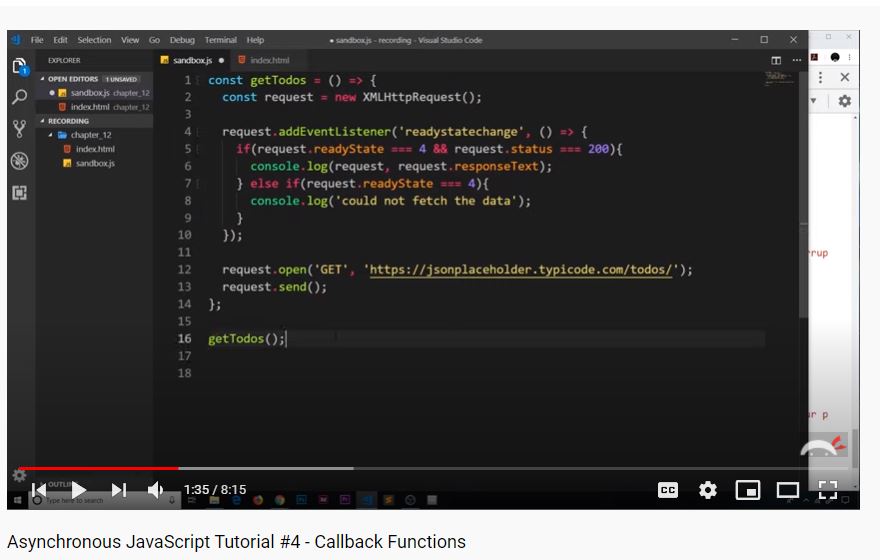 File Edit Selection View Go Debug Terminal Help
● sandbox.js - recording - Visual Studio Code
EXPLORER
OPEN EDITORS 1 UNSAVED
sandbox.js chapter_12
index.html chapter_12
RECORDING
chapter_12
index.html
sandbox.js
1
sandbox.js index.html
1 const getTodos = () => {
2 const request = new XMLHttpRequest();
3
4 request.addEventListener('readystatechange', () => {
5 if(request.readyState === 4 && request.status === 200){
6 console.log(request, request.responseText);
7 } else if(request.readyState === 4){
8 console.log('could not fetch the data');
9 }
10 });
11
12 request.open('GET', 'https://jsonplaceholder.typicode.com/todos/');
13 request.send();
14 };
15
16 getTodos();
17
18
rrup
ur p
OUTLI
1:35 / 8:15
CC
Type here to search
Asynchronous JavaScript Tutorial #4 - Callback Functions